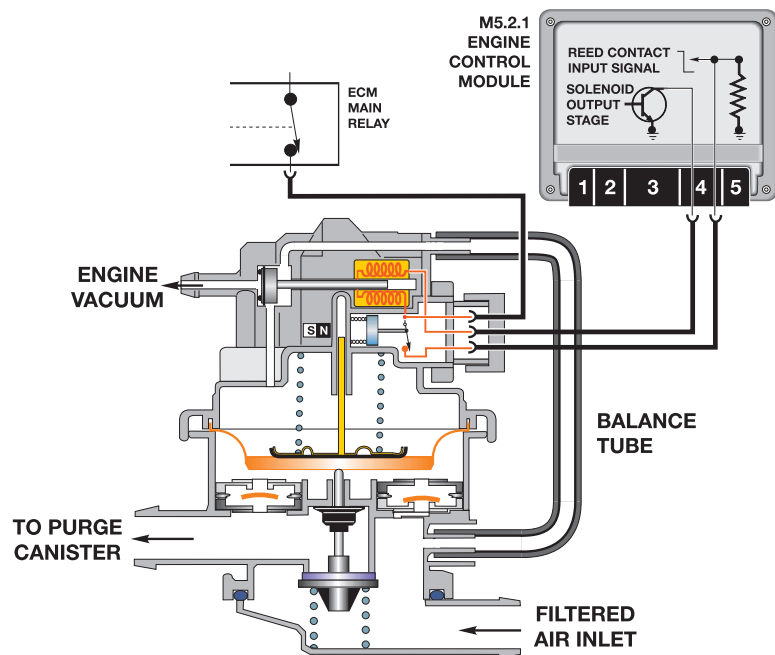 M5.2.1
ENGINE
CONTROL
MODULE
REED CONTACT
INPUT SIGNAL
SOLENOID
OUTPUT
STAGE
1 2 3 4 5
ECM
MAIN
RELAY
ENGINE
VACUUM
S N
BALANCE
TUBE
TO PURGE
CANISTER
FILTERED
AIR INLET